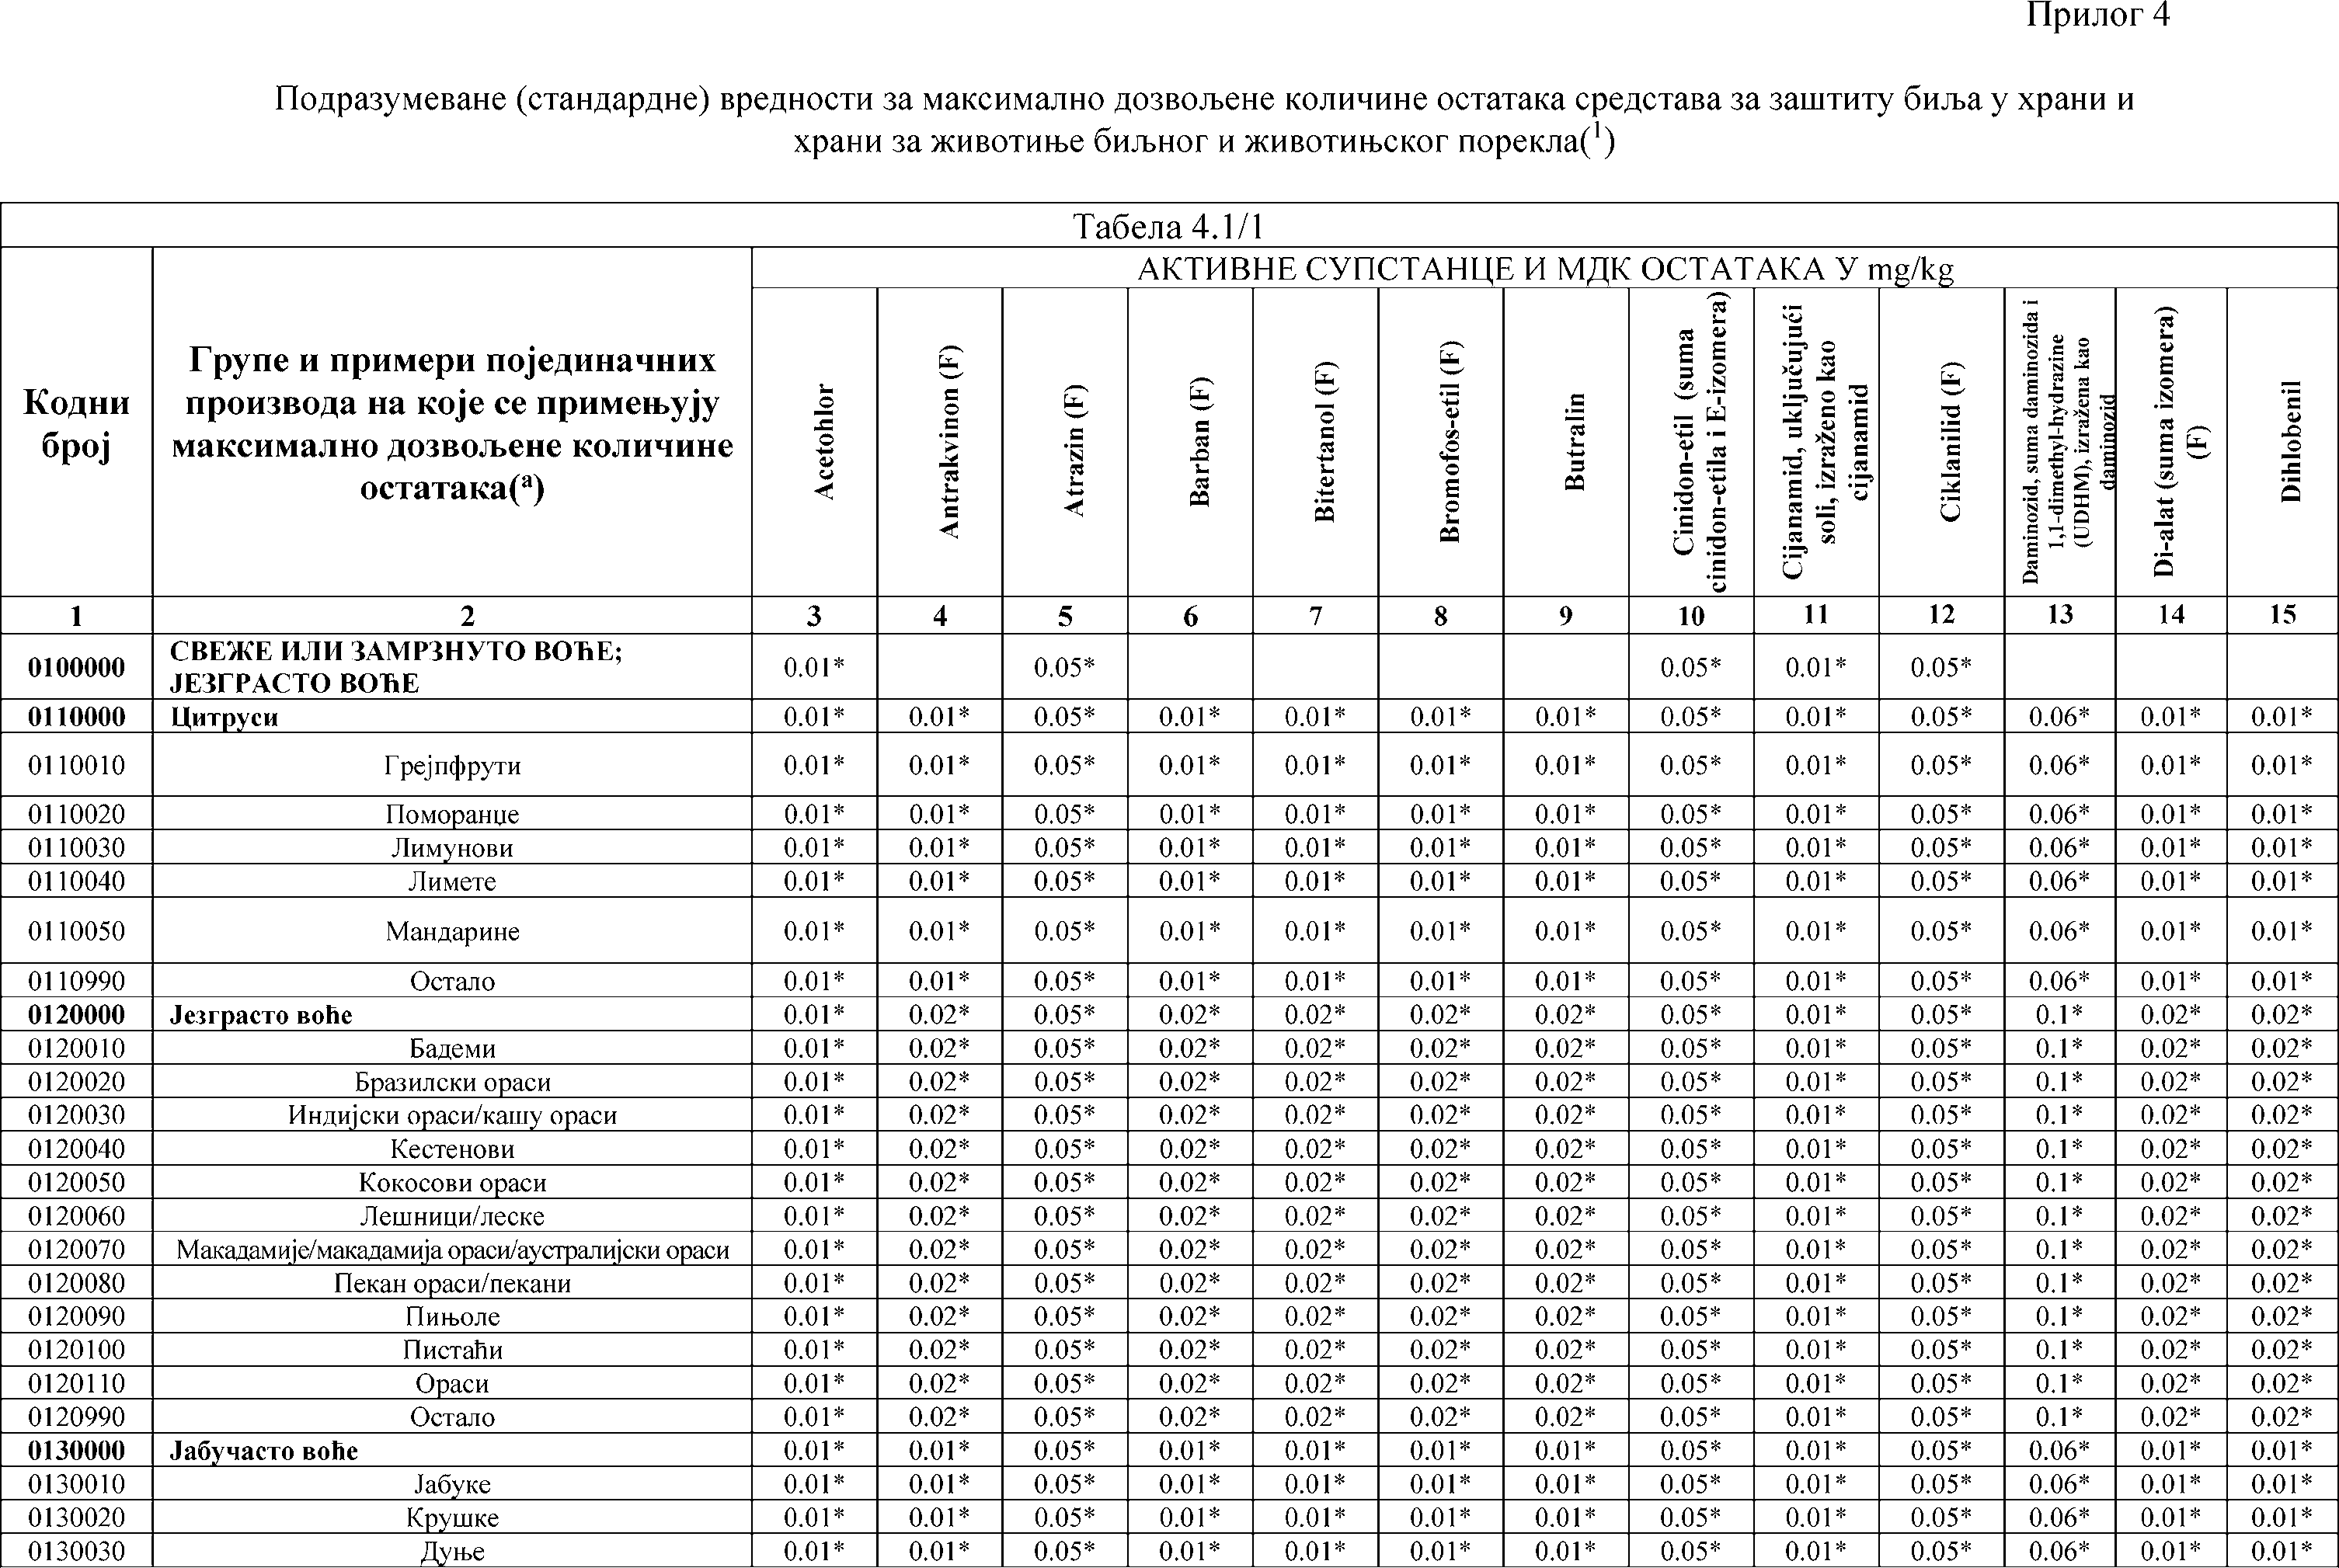 Прилог 4
Подразумеване (стандардне) вредности за максимално дозвољене количине остатака средстава за заштиту биља у храни и
храни за животиње биљног и животињског порекла(¹)
Табела 4.1/1
Кодни број
Групе и примери појединачних производа на које се примењују максимално дозвољене количине остатака(ª)
АКТИВНЕ СУПСТАНЦЕ И МДК ОСТАТАКА У mg/kg
Acetohlor
Antrakvinon (F)
Atrazin (F)
Barban (F)
Bitertanol (F)
Bromofos-etil (F)
Butralin
Cinidon-etil (suma cinidon-etila i E-izomera)
Cijanamid, uključujući soli, izraženo kao cijanamid
Ciklanilid (F)
Daminozid, suma daminozida i 1,1-dimethyl-hydrazine (UDHM), izražena kao daminozid
Di-alat (suma izomera) (F)
Dihlobenil
1 2 3 4 5 6 7 8 9 10 11 12 13 14 15
0100000 СВЕЖЕ ИЛИ ЗАМРЗНУТО ВОЋЕ; ЈЕЗГРАСТО ВОЋЕ 0.01* 0.05* 0.05* 0.01* 0.05*
0110000 Цитруси 0.01* 0.01* 0.05* 0.01* 0.01* 0.01* 0.01* 0.05* 0.01* 0.05* 0.06* 0.01* 0.01*
0110010 Грејпфрути 0.01* 0.01* 0.05* 0.01* 0.01* 0.01* 0.01* 0.05* 0.01* 0.05* 0.06* 0.01* 0.01*
0110020 Поморанџе 0.01* 0.01* 0.05* 0.01* 0.01* 0.01* 0.01* 0.05* 0.01* 0.05* 0.06* 0.01* 0.01*
0110030 Лимунови 0.01* 0.01* 0.05* 0.01* 0.01* 0.01* 0.01* 0.05* 0.01* 0.05* 0.06* 0.01* 0.01*
0110040 Лимете 0.01* 0.01* 0.05* 0.01* 0.01* 0.01* 0.01* 0.05* 0.01* 0.05* 0.06* 0.01* 0.01*
0110050 Мандарине 0.01* 0.01* 0.05* 0.01* 0.01* 0.01* 0.01* 0.05* 0.01* 0.05* 0.06* 0.01* 0.01*
0110990 Остало 0.01* 0.01* 0.05* 0.01* 0.01* 0.01* 0.01* 0.05* 0.01* 0.05* 0.06* 0.01* 0.01*
0120000 Језграсто воће 0.01* 0.02* 0.05* 0.02* 0.02* 0.02* 0.02* 0.05* 0.01* 0.05* 0.1* 0.02* 0.02*
0120010 Бадеми 0.01* 0.02* 0.05* 0.02* 0.02* 0.02* 0.02* 0.05* 0.01* 0.05* 0.1* 0.02* 0.02*
0120020 Бразилски ораси 0.01* 0.02* 0.05* 0.02* 0.02* 0.02* 0.02* 0.05* 0.01* 0.05* 0.1* 0.02* 0.02*
0120030 Индијски ораси/кашу ораси 0.01* 0.02* 0.05* 0.02* 0.02* 0.02* 0.02* 0.05* 0.01* 0.05* 0.1* 0.02* 0.02*
0120040 Кестенови 0.01* 0.02* 0.05* 0.02* 0.02* 0.02* 0.02* 0.05* 0.01* 0.05* 0.1* 0.02* 0.02*
0120050 Кокосови ораси 0.01* 0.02* 0.05* 0.02* 0.02* 0.02* 0.02* 0.05* 0.01* 0.05* 0.1* 0.02* 0.02*
0120060 Лешници/леске 0.01* 0.02* 0.05* 0.02* 0.02* 0.02* 0.02* 0.05* 0.01* 0.05* 0.1* 0.02* 0.02*
0120070 Макадамије/макадамија ораси/аустралијски ораси 0.01* 0.02* 0.05* 0.02* 0.02* 0.02* 0.02* 0.05* 0.01* 0.05* 0.1* 0.02* 0.02*
0120080 Пекан ораси/пекани 0.01* 0.02* 0.05* 0.02* 0.02* 0.02* 0.02* 0.05* 0.01* 0.05* 0.1* 0.02* 0.02*
0120090 Пињоле 0.01* 0.02* 0.05* 0.02* 0.02* 0.02* 0.02* 0.05* 0.01* 0.05* 0.1* 0.02* 0.02*
0120100 Пистаћи 0.01* 0.02* 0.05* 0.02* 0.02* 0.02* 0.02* 0.05* 0.01* 0.05* 0.1* 0.02* 0.02*
0120110 Ораси 0.01* 0.02* 0.05* 0.02* 0.02* 0.02* 0.02* 0.05* 0.01* 0.05* 0.1* 0.02* 0.02*
0120990 Остало 0.01* 0.02* 0.05* 0.02* 0.02* 0.02* 0.02* 0.05* 0.01* 0.05* 0.1* 0.02* 0.02*
0130000 Јабучасто воће 0.01* 0.01* 0.05* 0.01* 0.01* 0.01* 0.01* 0.05* 0.01* 0.05* 0.06* 0.01* 0.01*
0130010 Јабуке 0.01* 0.01* 0.05* 0.01* 0.01* 0.01* 0.01* 0.05* 0.01* 0.05* 0.06* 0.01* 0.01*
0130020 Крушке 0.01* 0.01* 0.05* 0.01* 0.01* 0.01* 0.01* 0.05* 0.01* 0.05* 0.06* 0.01* 0.01*
0130030 Дуње 0.01* 0.01* 0.05* 0.01* 0.01* 0.01* 0.01* 0.05* 0.01* 0.05* 0.06* 0.01* 0.01*